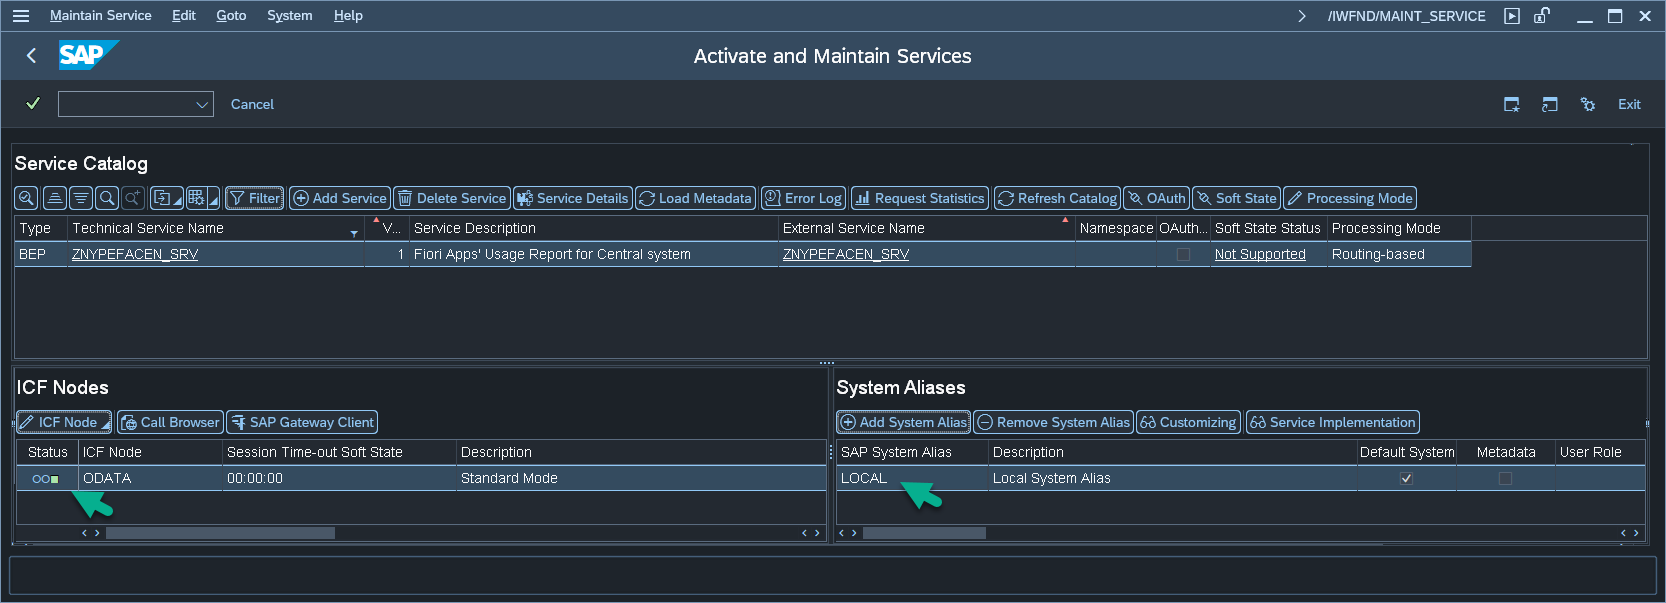 Maintain Service Edit Goto System Help /IWFND/MAINT_SERVICE
SAP Activate and Maintain Services
Cancel Exit
Service Catalog
Filter Add Service Delete Service Service Details Load Metadata Error Log Request Statistics Refresh Catalog OAuth Soft State Processing Mode
Type Technical Service Name V... Service Description External Service Name Namespace OAuth... Soft State Status Processing Mode
BEP ZNYPEFACEN_SRV 1 Fiori Apps' Usage Report for Central system ZNYPEFACEN_SRV Not Supported Routing-based
ICF Nodes
ICF Node Call Browser SAP Gateway Client
Status ICF Node Session Time-out Soft State Description
ODATA 00:00:00 Standard Mode
System Aliases
Add System Alias Remove System Alias Customizing Service Implementation
SAP System Alias Description Default System Metadata User Role
LOCAL Local System Alias